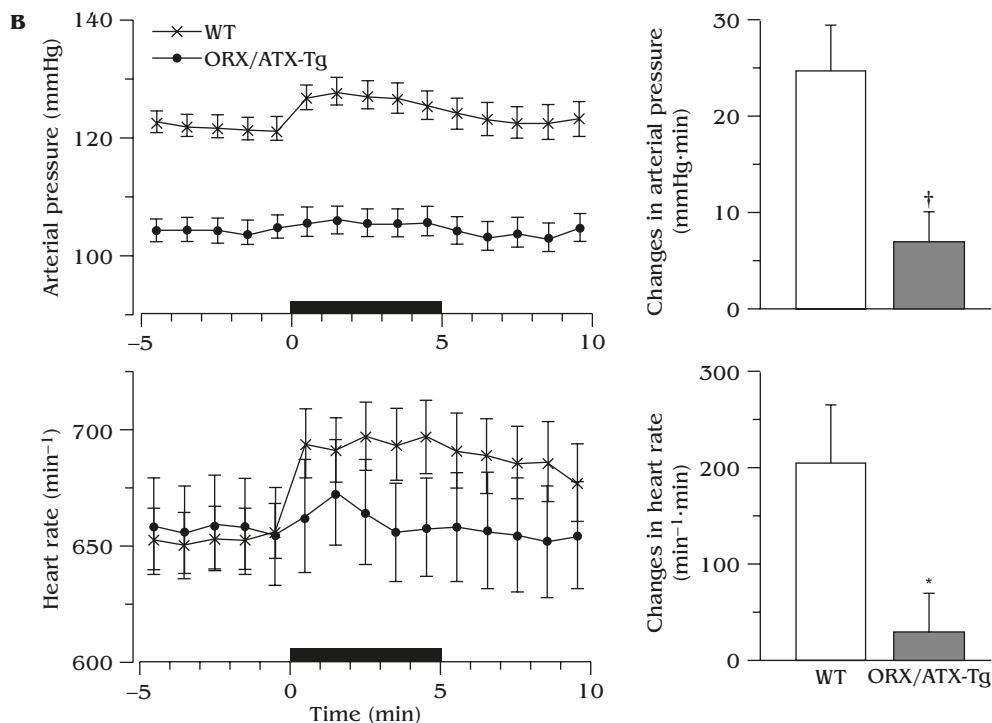 B
Arterial pressure (mmHg)
140
120
100
WT
ORX/ATX-Tg
−5
0
5
10
Changes in arterial pressure
(mmHg·min)
30
20
10
0
†
Heart rate (min⁻¹)
700
650
600
−5
0
5
10
Time (min)
Changes in heart rate
(min⁻¹·min)
300
200
100
0
*
WT
ORX/ATX-Tg